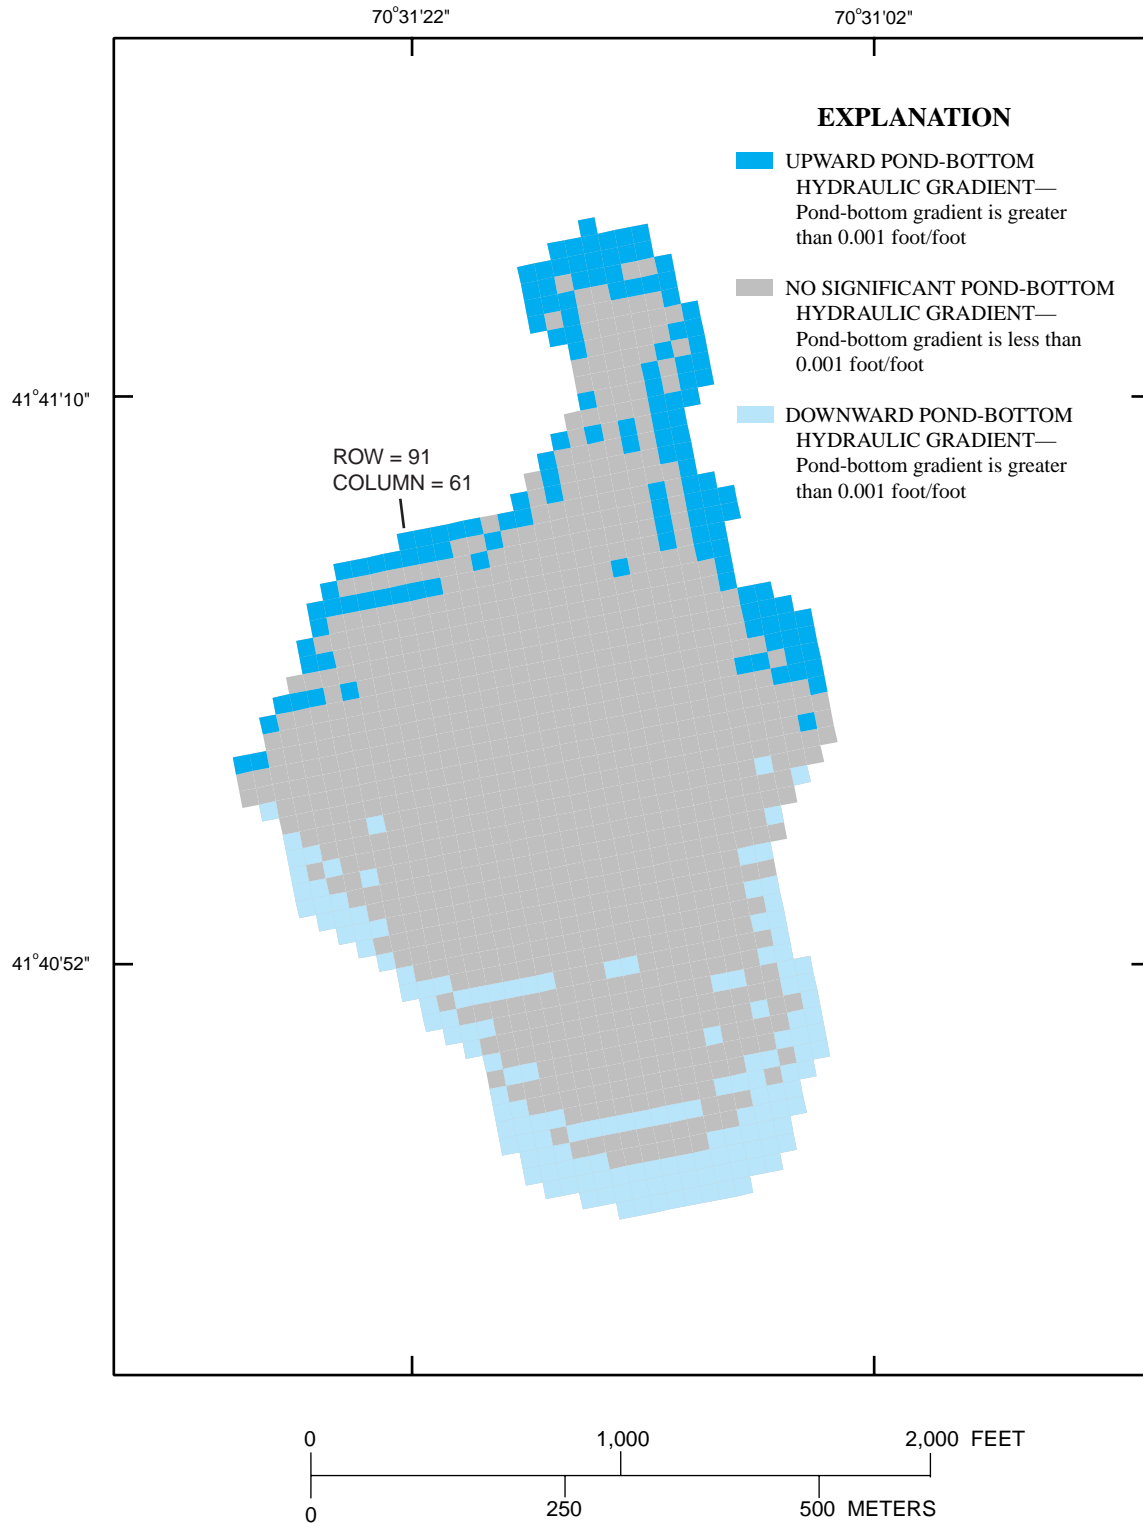 70°31'22"
70°31'02"
EXPLANATION
UPWARD POND-BOTTOM
HYDRAULIC GRADIENT—
Pond-bottom gradient is greater
than 0.001 foot/foot
NO SIGNIFICANT POND-BOTTOM
HYDRAULIC GRADIENT—
Pond-bottom gradient is less than
0.001 foot/foot
DOWNWARD POND-BOTTOM
HYDRAULIC GRADIENT—
Pond-bottom gradient is greater
than 0.001 foot/foot
41°41'10"
ROW = 91
COLUMN = 61
41°40'52"
0 1,000 2,000 FEET
0 250 500 METERS